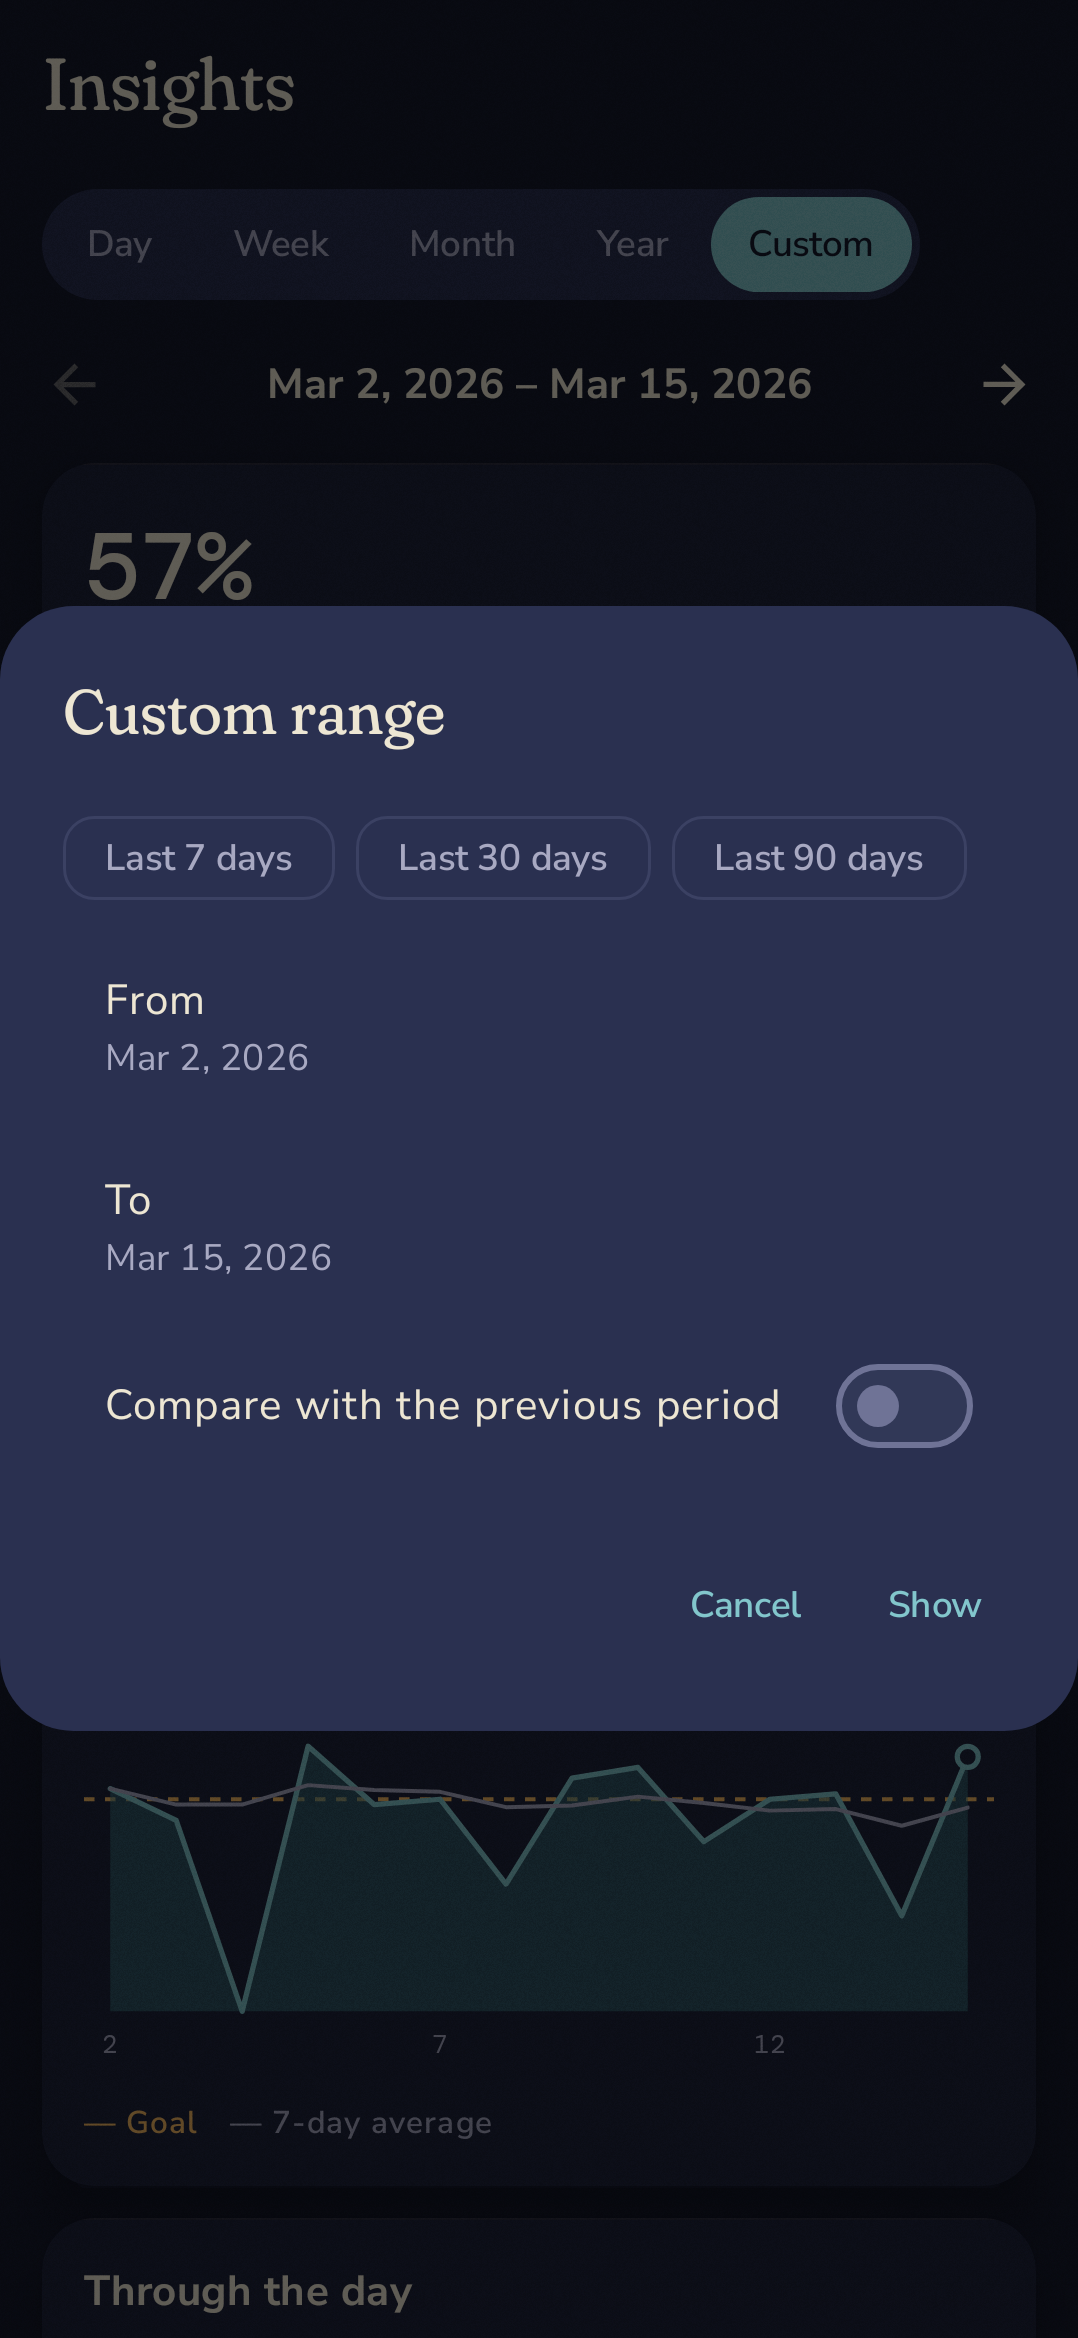 Insights
Day Week Month Year Custom
Mar 2, 2026 – Mar 15, 2026
57%
Custom range
Last 7 days Last 30 days Last 90 days
From
Mar 2, 2026
To
Mar 15, 2026
Compare with the previous period
Cancel Show
2 7 12
— Goal — 7-day average
Through the day